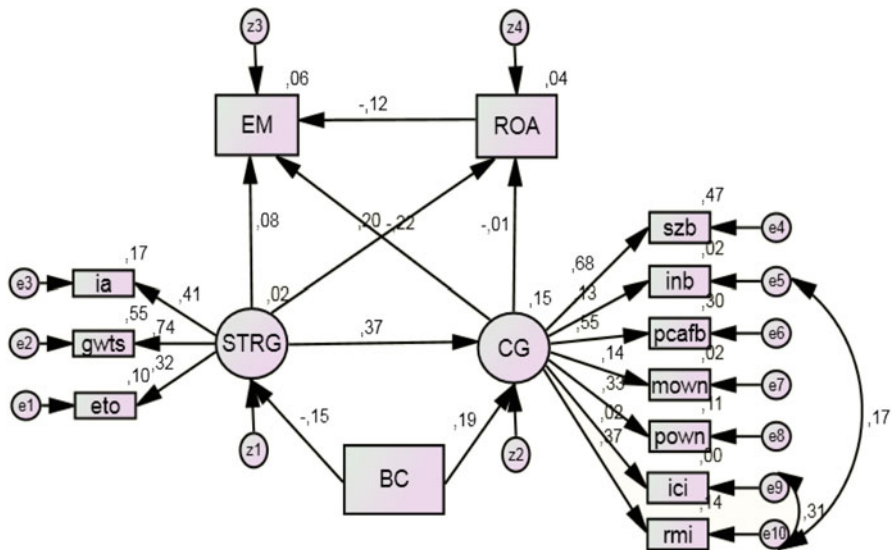 z3
z4
,06
,04
EM
-,12
ROA
,47
szb
e4
,08
,20
-,22
-,01
,02
,17
,68
inb
e5
e3
ia
,13
,30
,41
,02
,15
,55
pcafb
e6
,55
,74
,37
,14
,02
e2
gwts
STRG
CG
mown
e7
,10
,32
,33
,11
e1
eto
,02
pown
e8
,17
-,15
,19
,37
,00
z1
z2
BC
ici
e9
,14
,31
rmi
e10